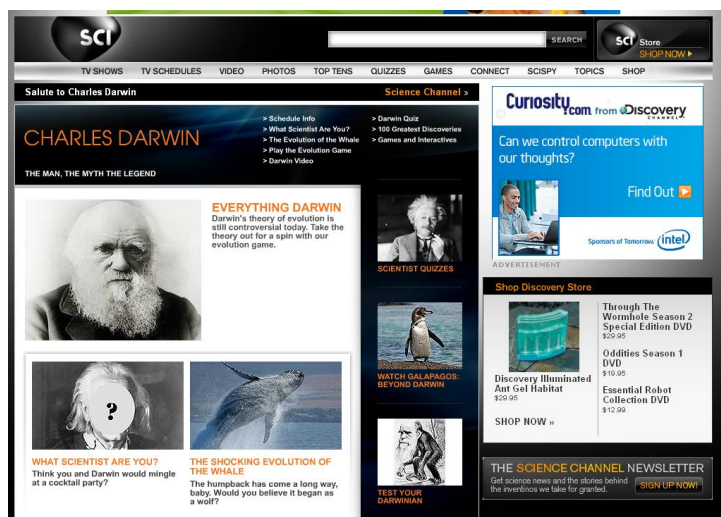 SCI
SEARCH
SCI Store
SHOP NOW
TV SHOWS TV SCHEDULES VIDEO PHOTOS TOP TENS QUIZZES GAMES CONNECT SCISPY TOPICS SHOP
Salute to Charles Darwin
Science Channel »
CHARLES DARWIN
THE MAN, THE MYTH THE LEGEND
> Schedule Info
> What Scientist Are You?
> The Evolution of the Whale
> Play the Evolution Game
> Darwin Video
> Darwin Quiz
> 100 Greatest Discoveries
> Games and Interactives
EVERYTHING DARWIN
Darwin's theory of evolution is
still controversial today. Take the
theory out for a spin with our
evolution game.
?
WHAT SCIENTIST ARE YOU?
Think you and Darwin would mingle
at a cocktail party?
THE SHOCKING EVOLUTION OF
THE WHALE
The humpback has come a long way,
baby. Would you believe it began as
a wolf?
SCIENTIST QUIZZES
WATCH GALAPAGOS:
BEYOND DARWIN
TEST YOUR
DARWINIAN
Curiosity.com from Discovery
CHANNEL
Can we control computers with
our thoughts?
Find Out
Sponsors of Tomorrow. intel
ADVERTISEMENT
Shop Discovery Store
Discovery Illuminated
Ant Gel Habitat
$29.95
SHOP NOW »
Through The
Wormhole Season 2
Special Edition DVD
$29.95
Oddities Season 1
DVD
$19.95
Essential Robot
Collection DVD
$12.99
THE SCIENCE CHANNEL NEWSLETTER
Get science news and the stories behind
the inventinos we take for granted.
SIGN UP NOW!